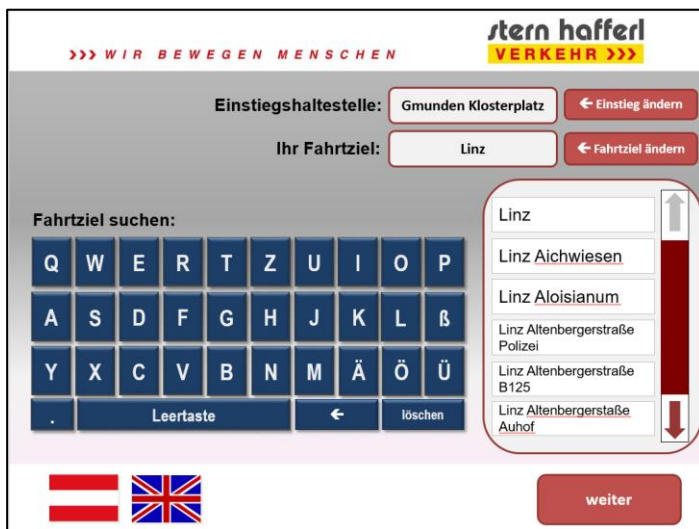 stern hafferl
>>> WIR BEWEGEN MENSCHEN
VERKEHR >>>
Einstiegshaltestelle: Gmunden Klosterplatz ← Einstieg ändern
Ihr Fahrtziel: Linz ← Fahrtziel ändern
Fahrtziel suchen:
Q W E R T Z U I O P
A S D F G H J K L ß
Y X C V B N M Ä Ö Ü
. Leertaste ← löschen
Linz
Linz Aichwiesen
Linz Aloisianum
Linz Altenbergerstraße
Polizei
Linz Altenbergerstraße
B125
Linz Altenbergerstaße
Auhof
weiter